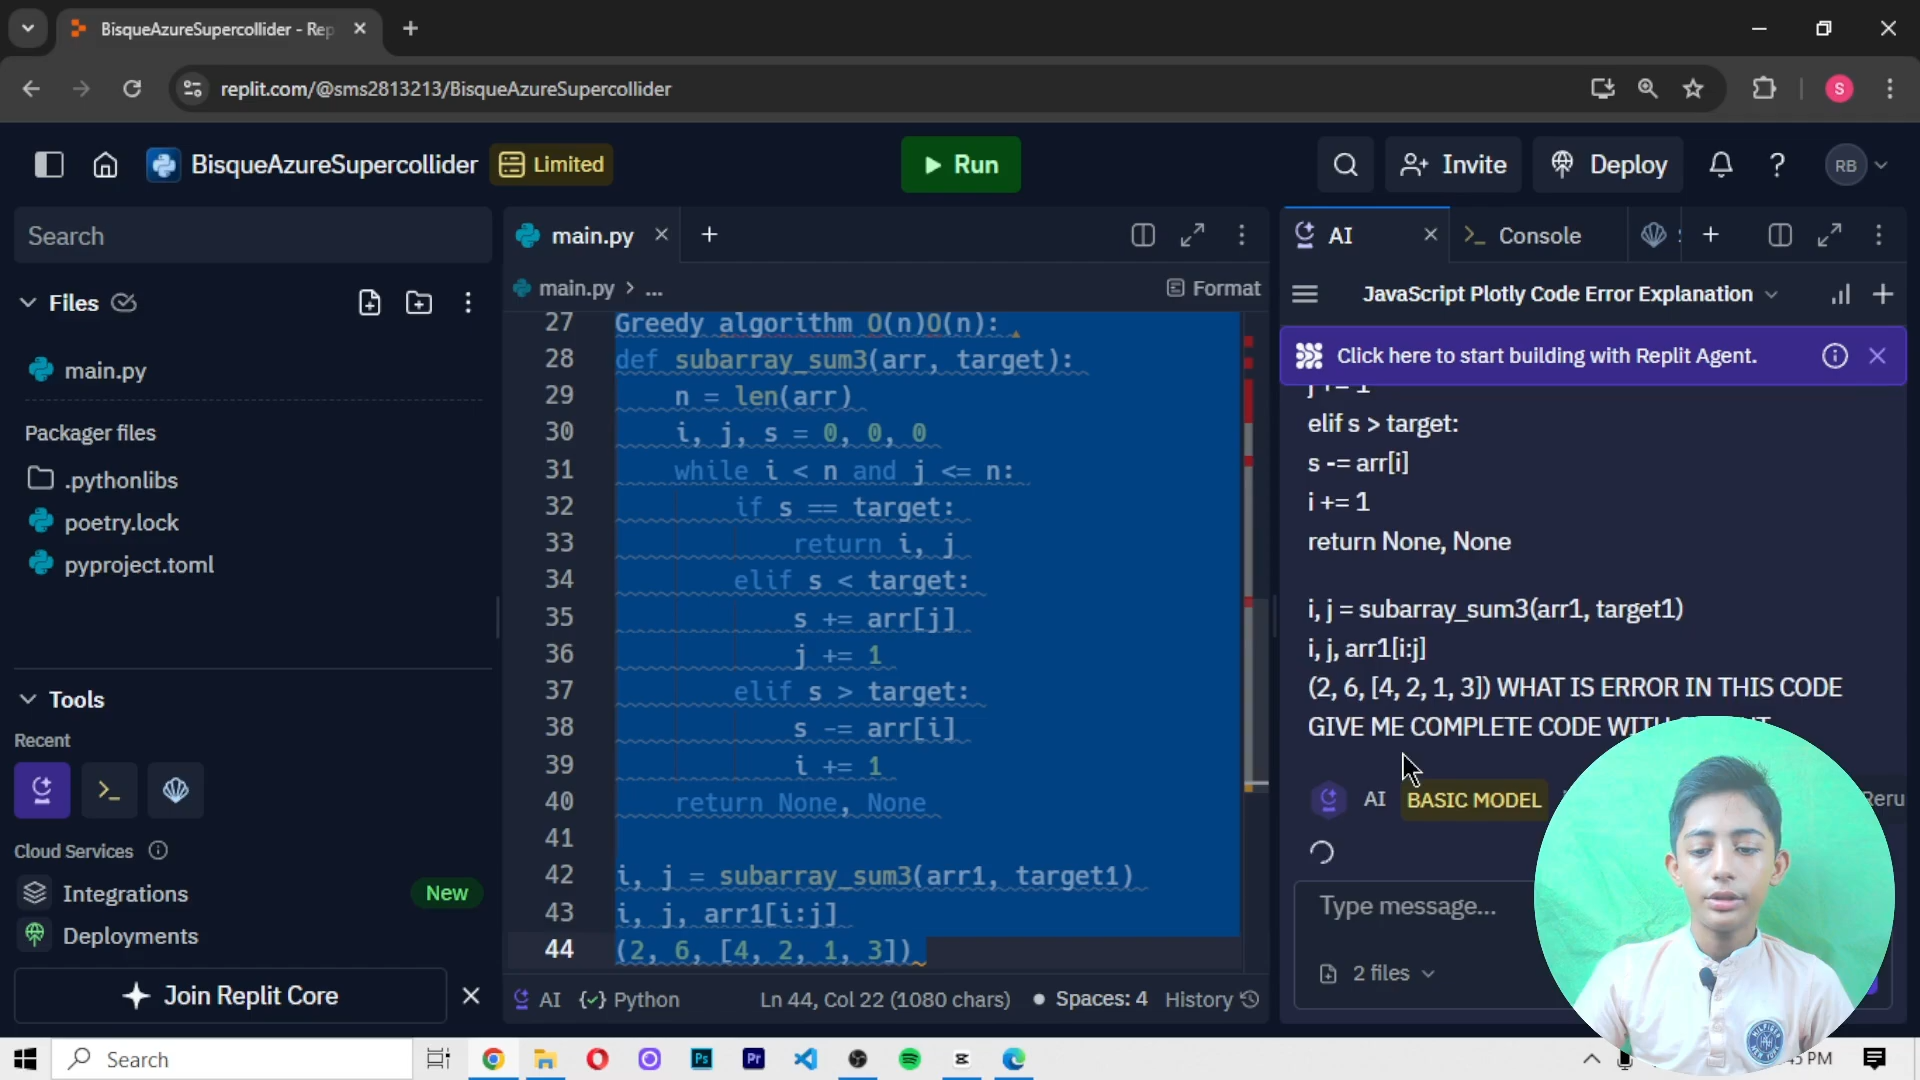 BisqueAzureSupercollider - Rep
replit.com/@sms2813213/BisqueAzureSupercollider
S
BisqueAzureSupercollider
Limited
Run
Invite
Deploy
RB
Search
Files
main.py
Packager files
.pythonlibs
poetry.lock
pyproject.toml
Tools
Recent
Cloud Services
Integrations
New
Deployments
Join Replit Core
main.py
main.py > ...
Format
27 Greedy algorithm O(n)O(n):
28 def subarray_sum3(arr, target):
29 n = len(arr)
30 i, j, s = 0, 0, 0
31 while i < n and j <= n:
32 if s == target:
33 return i, j
34 elif s < target:
35 s += arr[j]
36 j += 1
37 elif s > target:
38 s -= arr[i]
39 i += 1
40 return None, None
41
42 i, j = subarray_sum3(arr1, target1)
43 i, j, arr1[i:j]
44 (2, 6, [4, 2, 1, 3])
AI
Python
Ln 44, Col 22 (1080 chars)
Spaces: 4
History
AI
Console
JavaScript Plotly Code Error Explanation
Click here to start building with Replit Agent.
j += 1
elif s > target:
s -= arr[i]
i += 1
return None, None
i, j = subarray_sum3(arr1, target1)
i, j, arr1[i:j]
(2, 6, [4, 2, 1, 3]) WHAT IS ERROR IN THIS CODE
GIVE ME COMPLETE CODE
AI
BASIC MODEL
Type message...
2 files
Search
Ps
Pr
PM